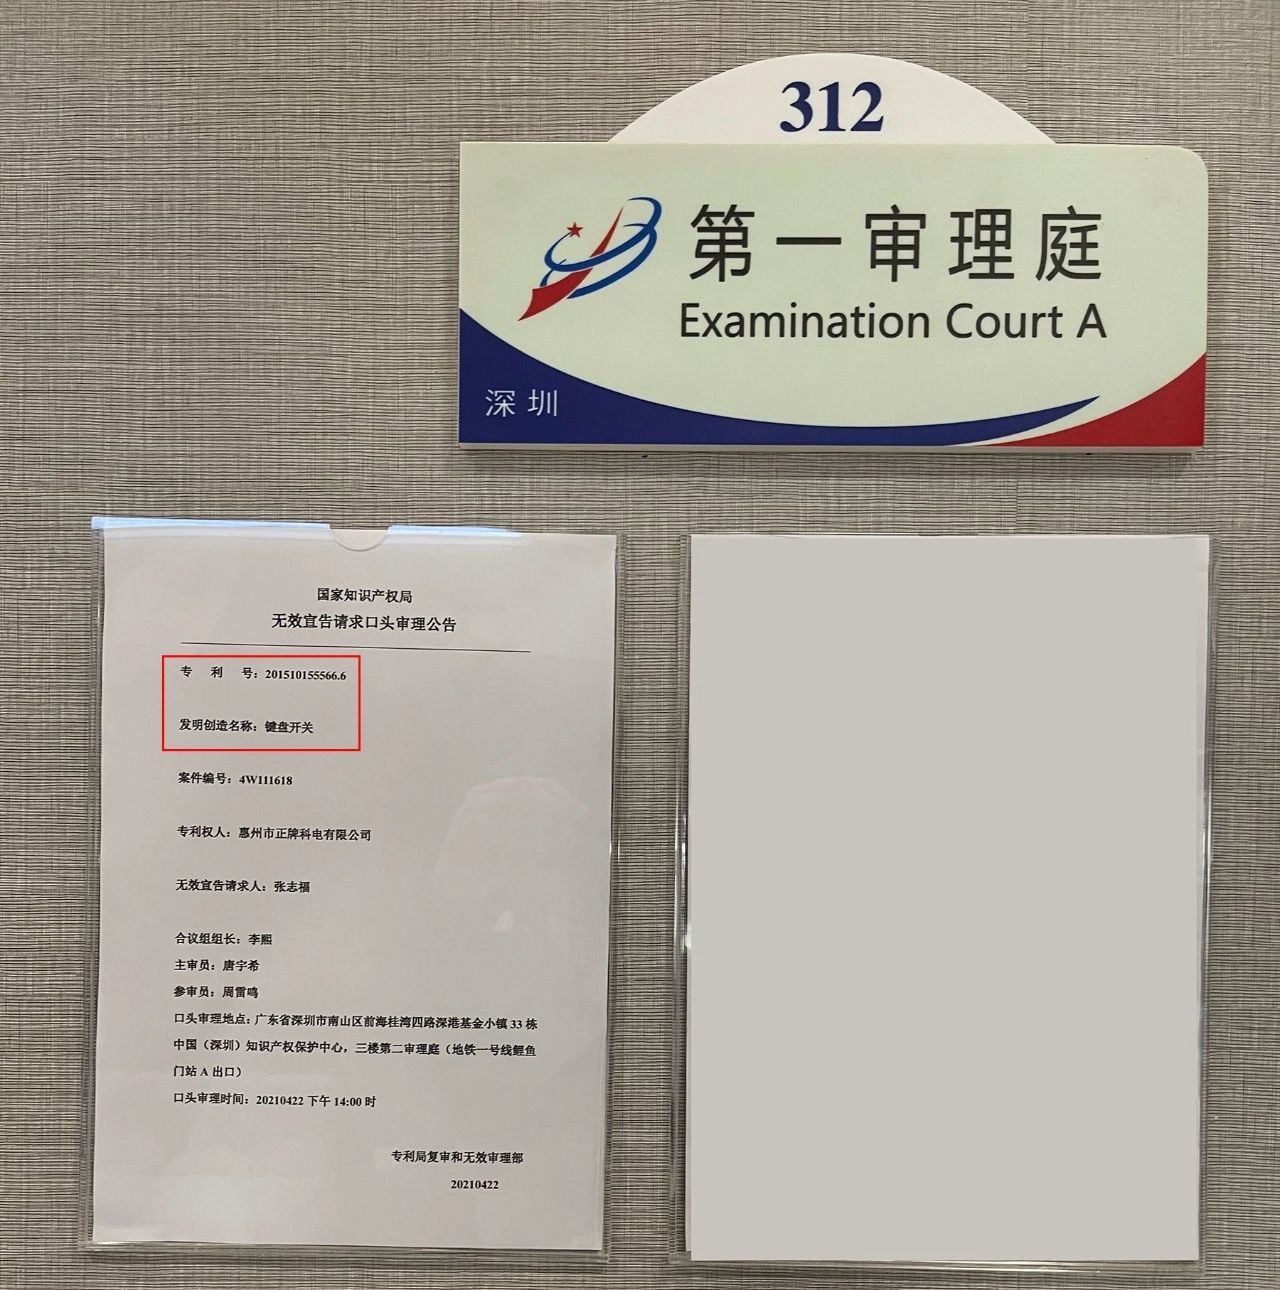 312
第一审理庭
Examination Court A
深圳
国家知识产权局
无效宣告请求口头审理公告
专利号：201510155566.6
发明创造名称：键盘开关
案件编号：4W111618
专利权人：惠州市正牌科电有限公司
无效宣告请求人：张志福
合议组组长：李熙
主审员：唐宇希
参审员：周雷鸣
口头审理地点：广东省深圳市南山区前海桂湾四路深港基金小镇 33 栋
中国（深圳）知识产权保护中心，三楼第二审理庭（地铁一号线鲤鱼
门站 A 出口）
口头审理时间：20210422 下午 14:00 时
专利局复审和无效审理部
20210422